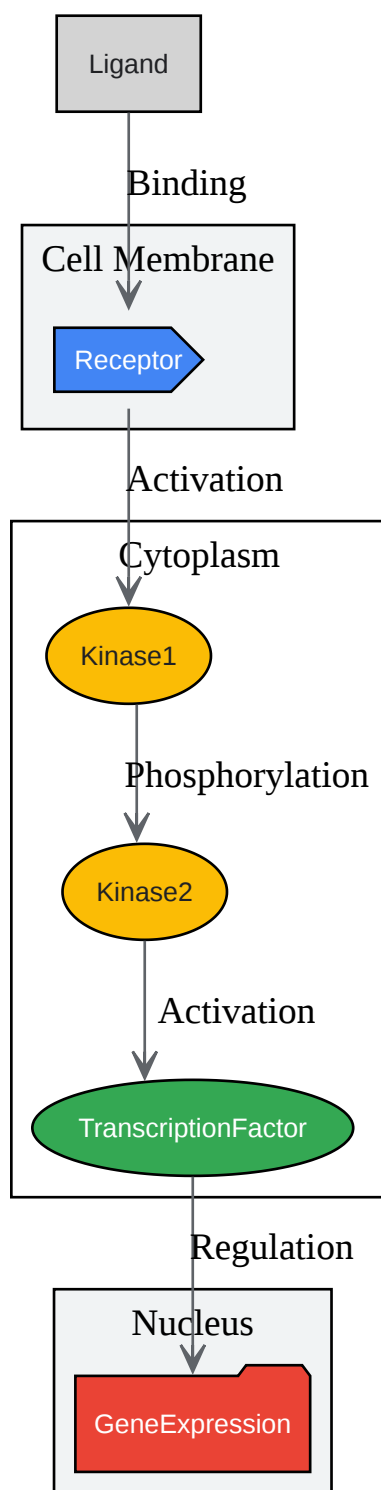 Ligand
Binding
Cell Membrane
Receptor
Activation
Cytoplasm
Kinase1
Phosphorylation
Kinase2
Activation
TranscriptionFactor
Regulation
Nucleus
GeneExpression